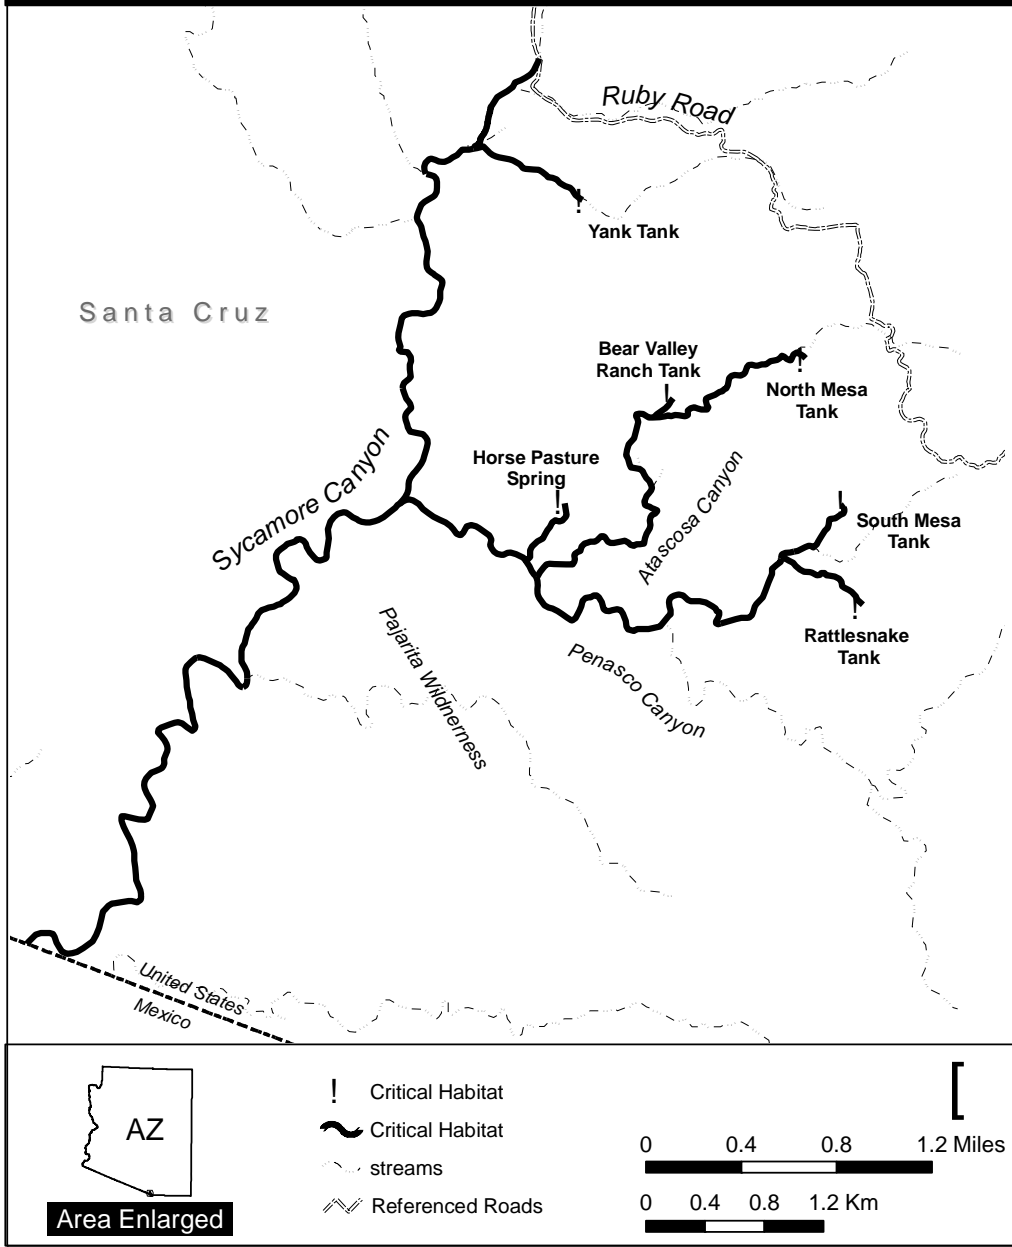 Ruby Road
Yank Tank
Santa Cruz
Bear Valley
Ranch Tank
North Mesa
Tank
Horse Pasture
Spring
Sycamore Canyon
Atascosa Canyon
South Mesa
Tank
Rattlesnake
Tank
Pajarita Wildnerness
Penasco Canyon
United States
Mexico
AZ
Area Enlarged
! Critical Habitat
Critical Habitat
streams
Referenced Roads
[
0 0.4 0.8 1.2 Miles
0 0.4 0.8 1.2 Km